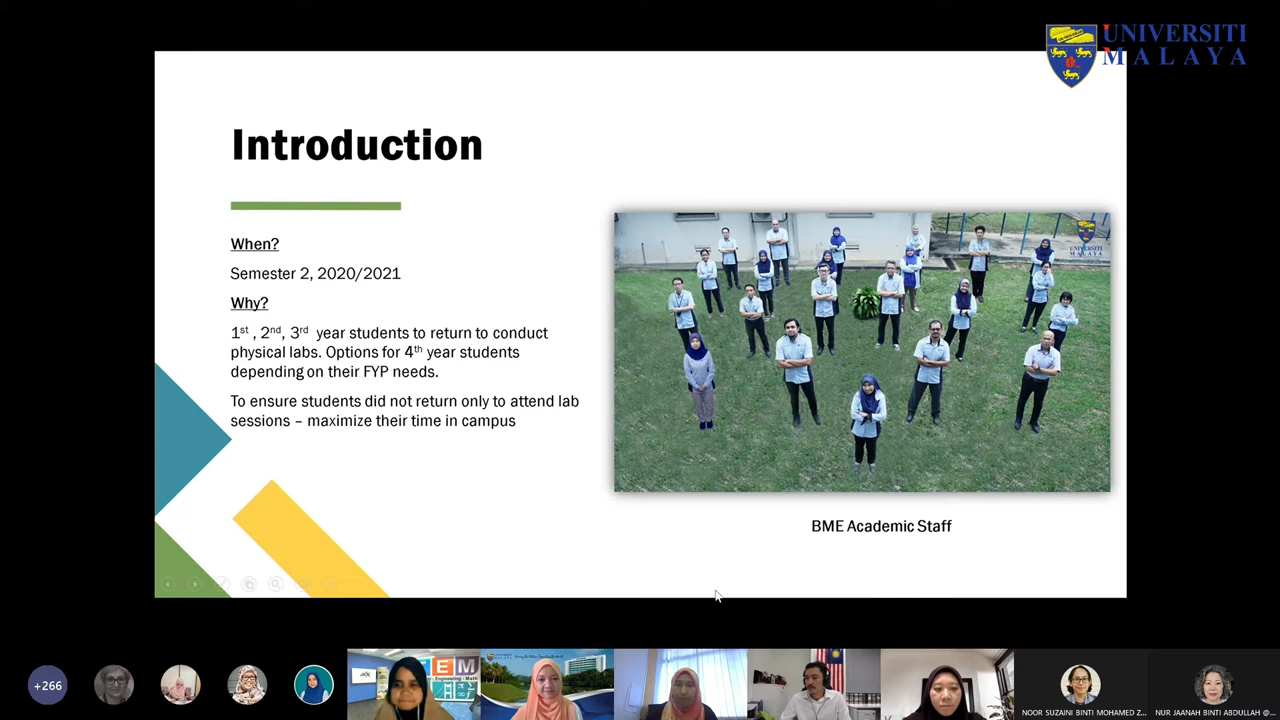 UNIVERSITI
MALAYA
Introduction
When?
Semester 2, 2020/2021
Why?
1st , 2nd, 3rd year students to return to conduct
physical labs. Options for 4th year students
depending on their FYP needs.
To ensure students did not return only to attend lab
sessions – maximize their time in campus
UNIVERSITI
MALAYA
BME Academic Staff
+266
EM
NOOR SUZAINI BINTI MOHAMED Z...
NUR JAANAH BINTI ABDULLAH @...